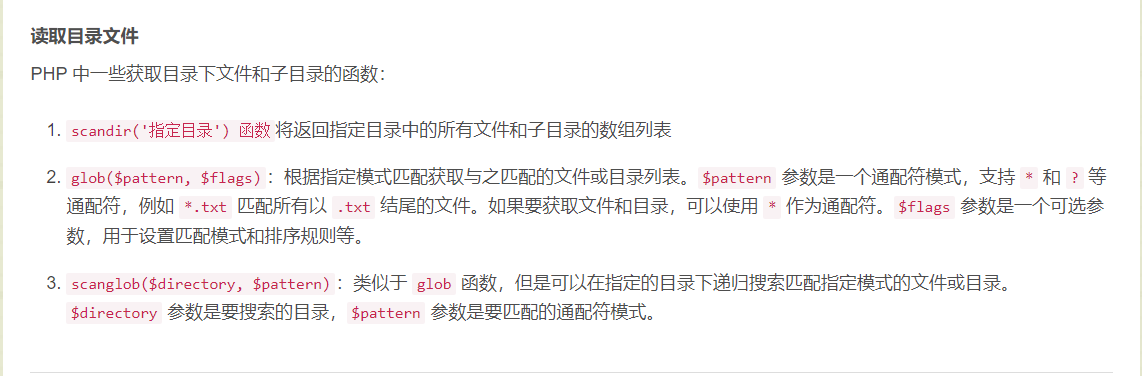 读取目录文件
PHP 中一些获取目录下文件和子目录的函数：
1. scandir('指定目录') 函数将返回指定目录中的所有文件和子目录的数组列表
2. glob($pattern, $flags)：根据指定模式匹配获取与之匹配的文件或目录列表。$pattern 参数是一个通配符模式，支持 * 和 ? 等
通配符，例如 *.txt 匹配所有以 .txt 结尾的文件。如果要获取文件和目录，可以使用 * 作为通配符。$flags 参数是一个可选参
数，用于设置匹配模式和排序规则等。
3. scanglob($directory, $pattern)：类似于 glob 函数，但是可以在指定的目录下递归搜索匹配指定模式的文件或目录。
$directory 参数是要搜索的目录，$pattern 参数是要匹配的通配符模式。